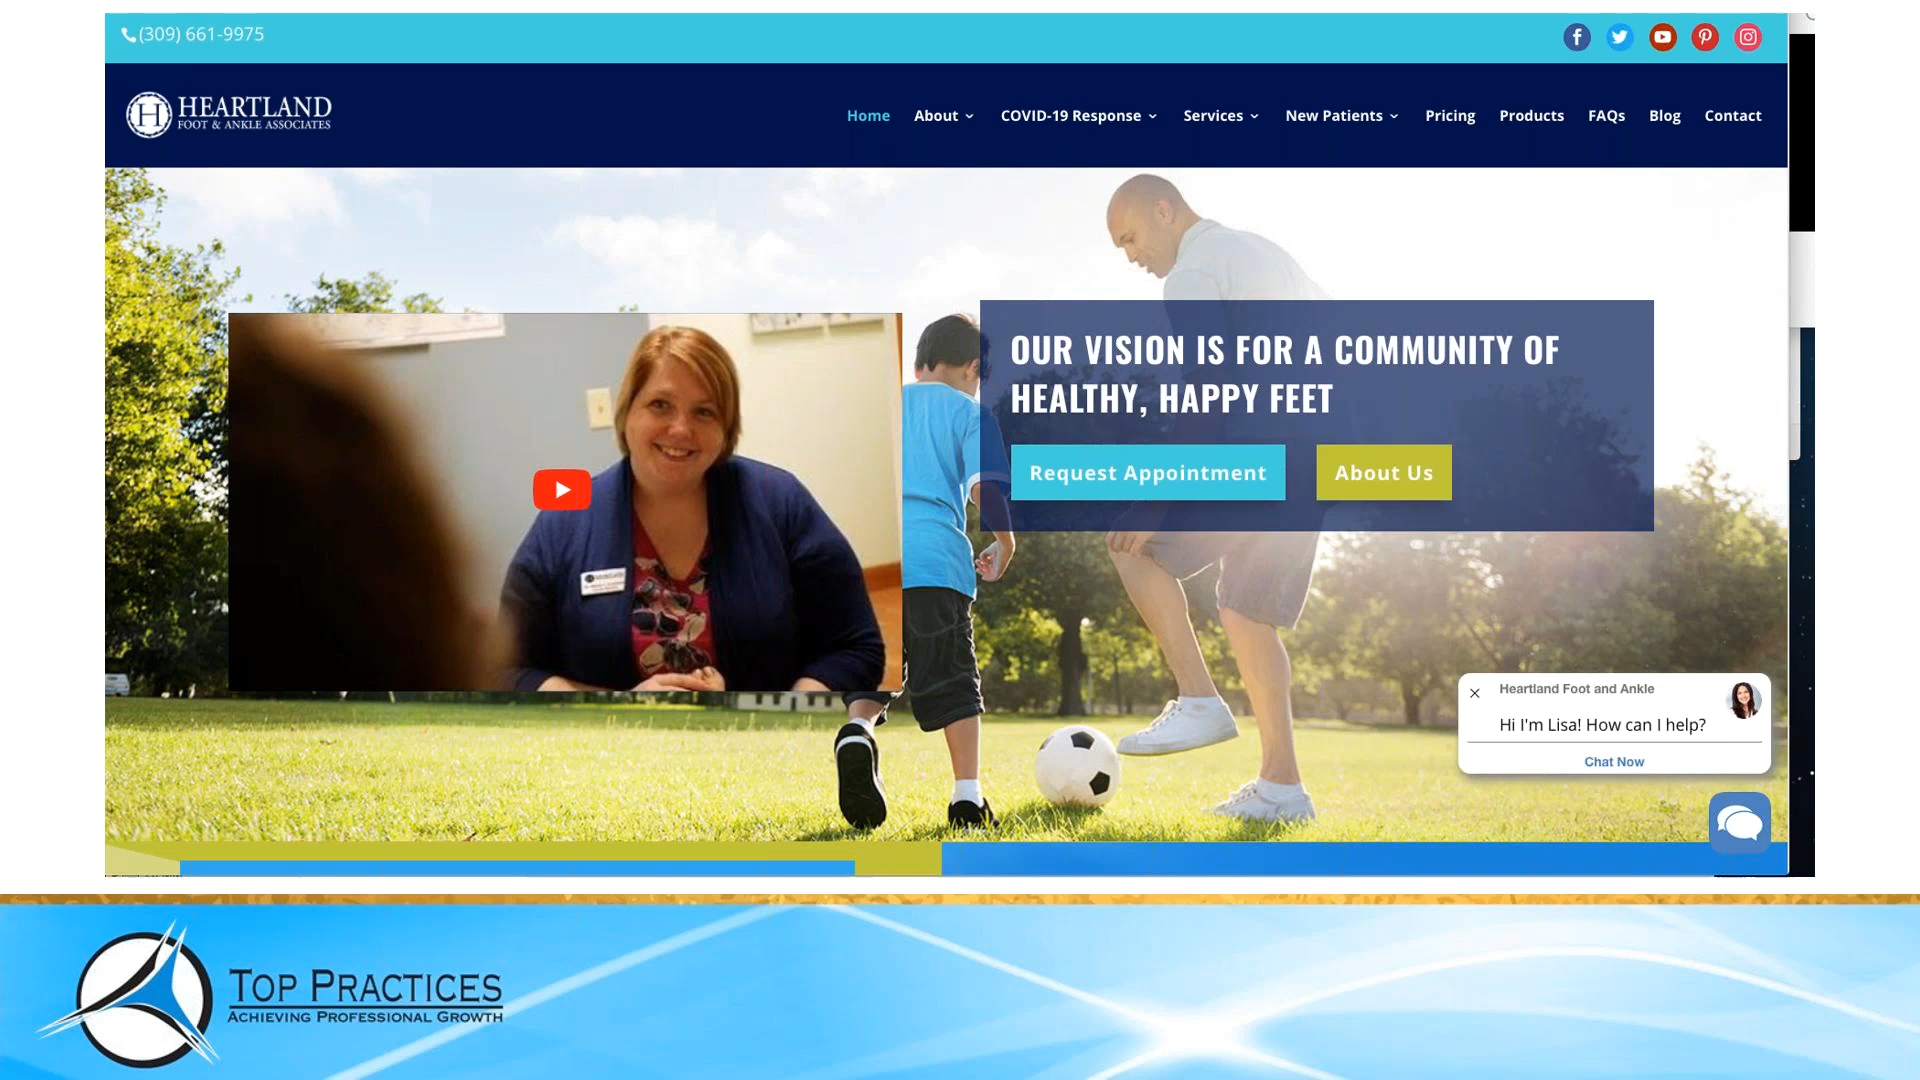 (309) 661-9975
H HEARTLAND
FOOT & ANKLE ASSOCIATES
Home About COVID-19 Response Services New Patients Pricing Products FAQs Blog Contact
OUR VISION IS FOR A COMMUNITY OF
HEALTHY, HAPPY FEET
Request Appointment About Us
HEARTLAND
Heartland Foot and Ankle
Hi I'm Lisa! How can I help?
Chat Now
TOP PRACTICES
ACHIEVING PROFESSIONAL GROWTH